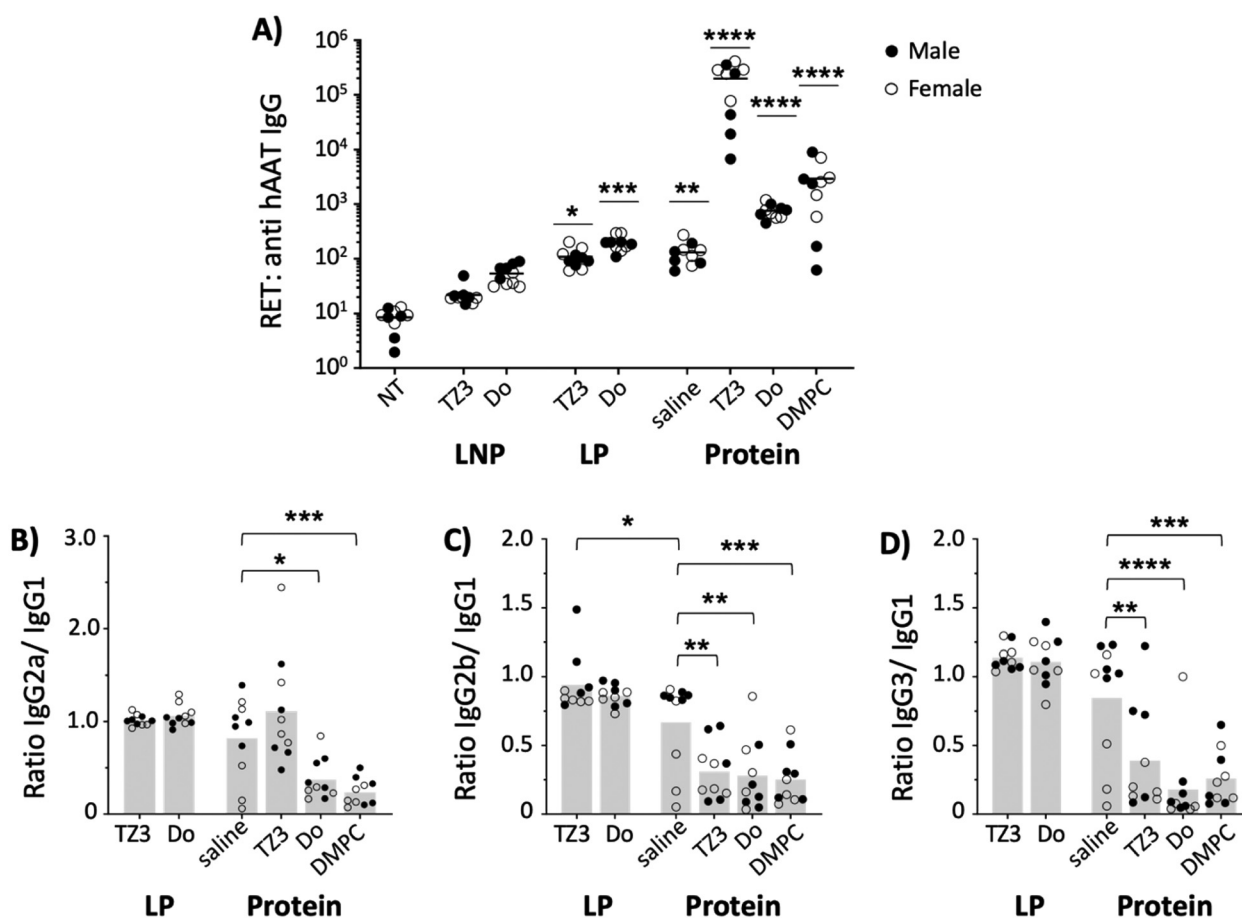 A)
RET: anti hAAT IgG
10⁶
10⁵
10⁴
10³
10²
10¹
10⁰
* *** ** **** **** ****
Male
Female
NT TZ3 Do TZ3 Do saline TZ3 Do DMPC
LNP LP Protein
B)
Ratio IgG2a/ IgG1
3.0
2.0
1.0
0
***
*
TZ3 Do saline TZ3 Do DMPC
LP Protein
C)
Ratio IgG2b/ IgG1
2.0
1.5
1.0
0.5
0
* ***
**
**
TZ3 Do saline TZ3 Do DMPC
LP Protein
D)
Ratio IgG3/ IgG1
2.0
1.5
1.0
0.5
0
***
****
**
TZ3 Do saline TZ3 Do DMPC
LP Protein